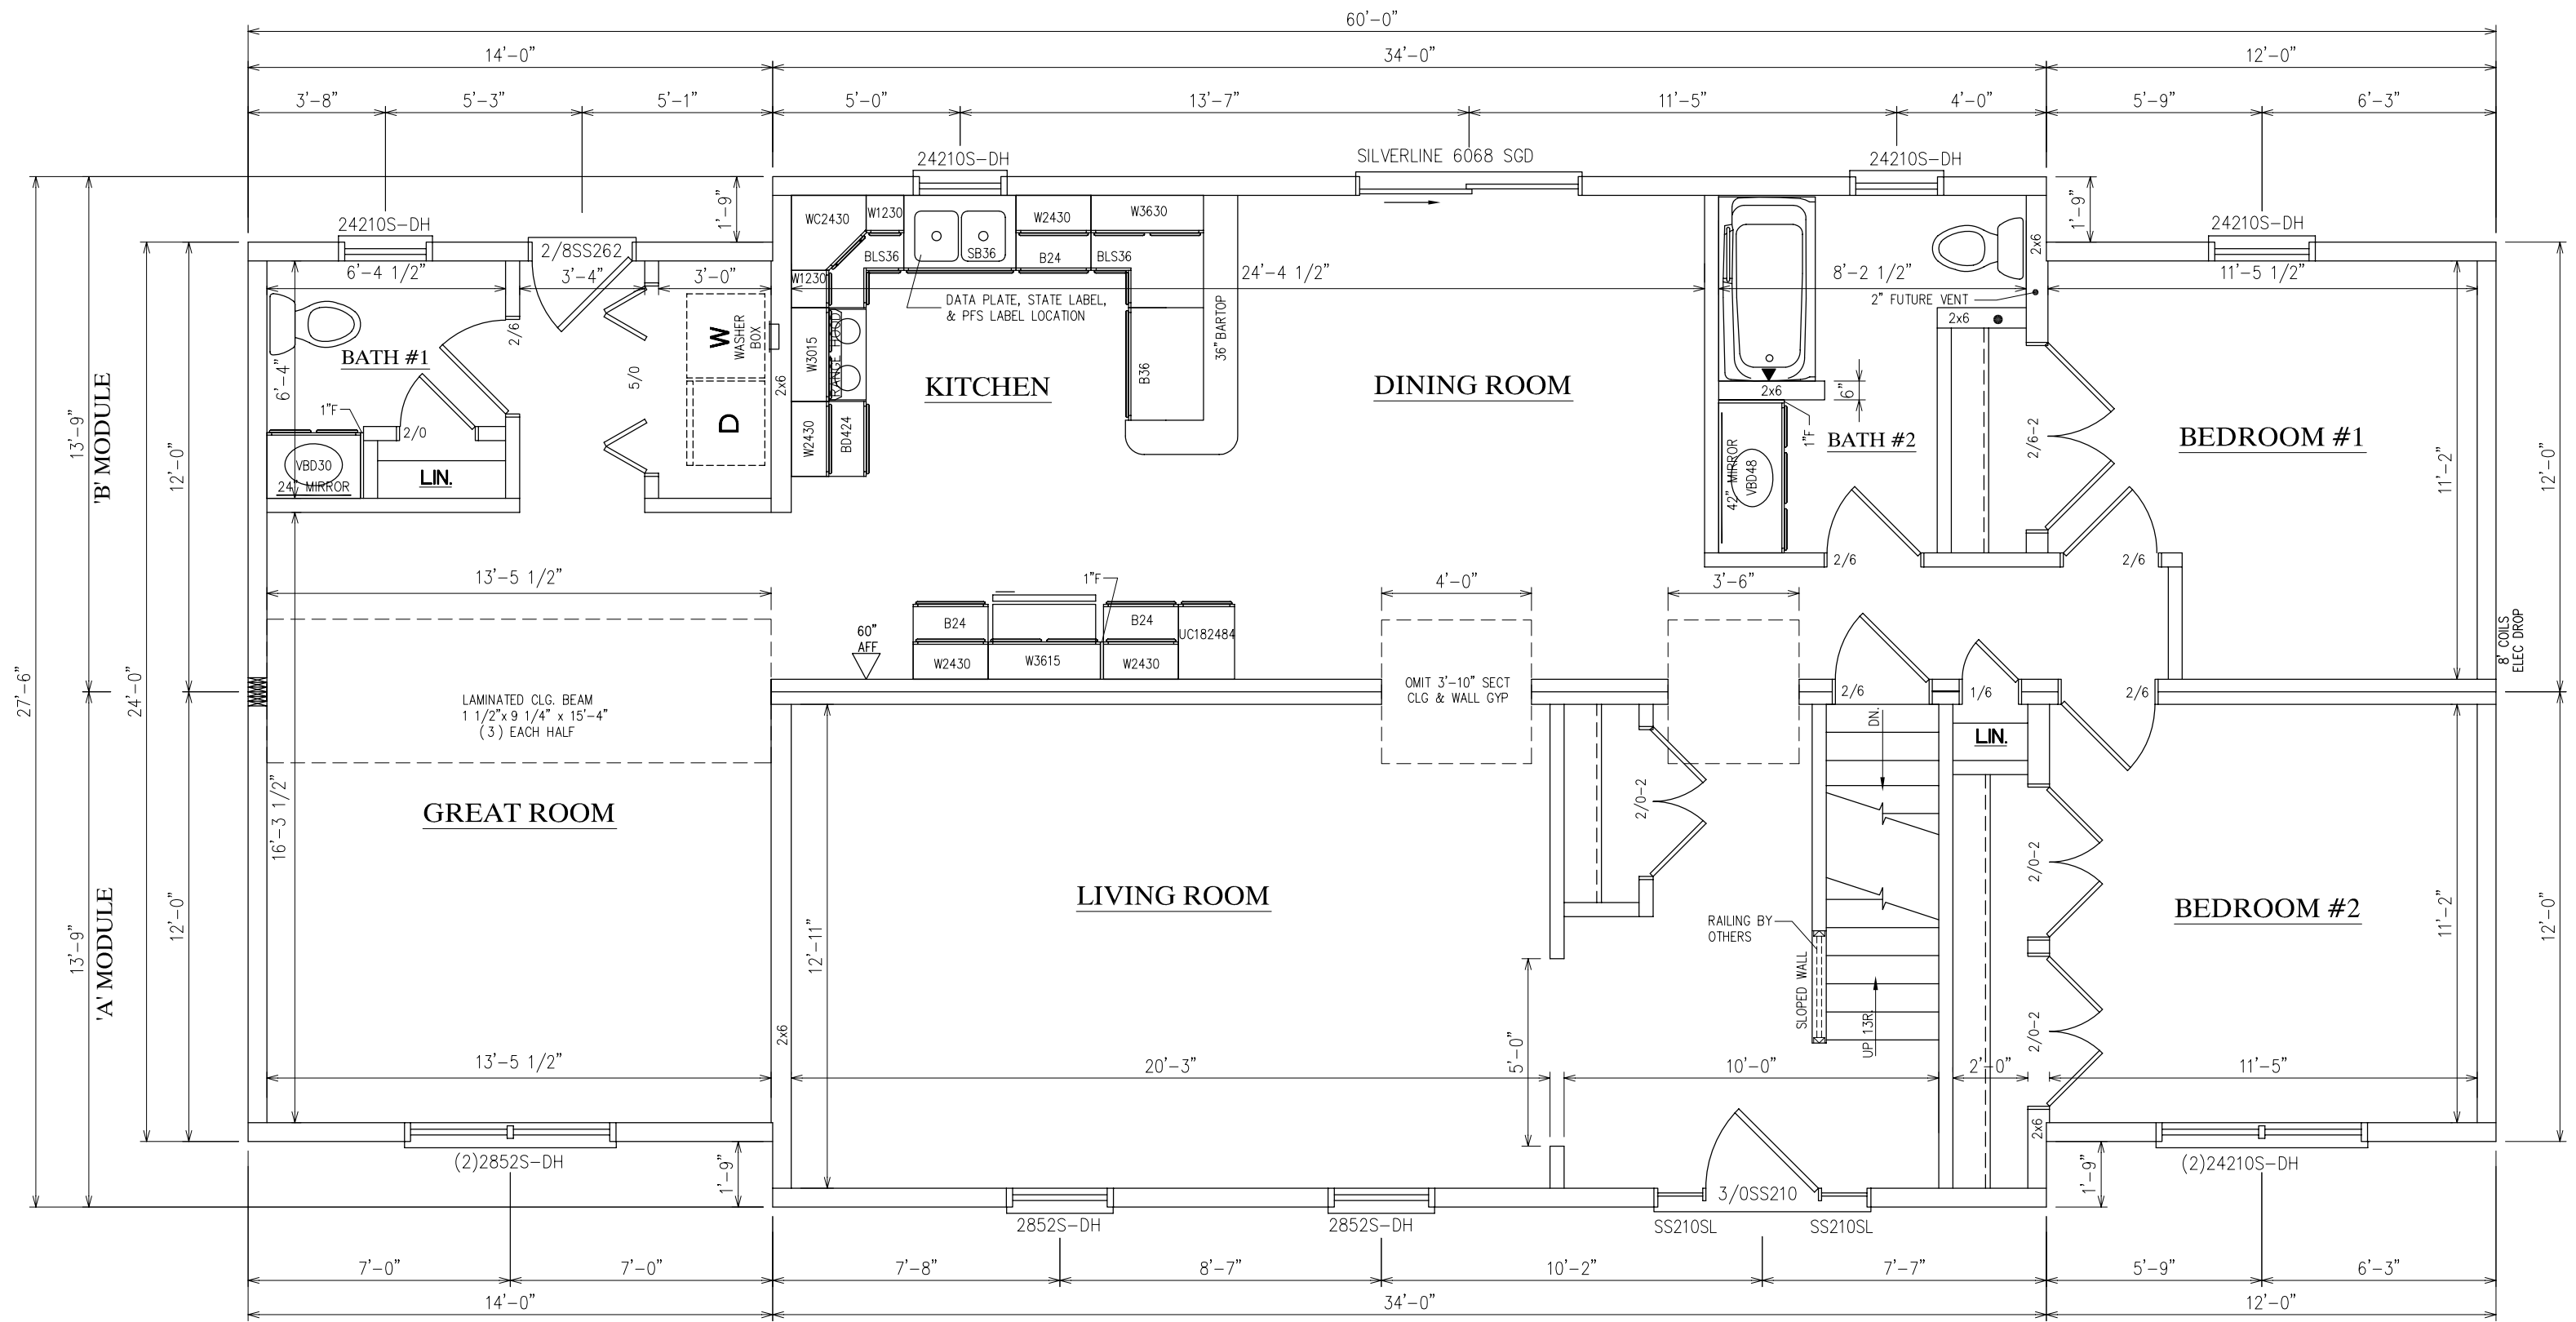 60'-0"
14'-0"
34'-0"
12'-0"
3'-8"
5'-3"
5'-1"
5'-0"
13'-7"
11'-5"
4'-0"
5'-9"
6'-3"
24210S-DH
SILVERLINE 6068 SGD
24210S-DH
1'-9"
1'-9"
24210S-DH
2/8SS262
24210S-DH
WC2430
W1230
W2430
W3630
2x6
6'-4 1/2"
3'-4"
3'-0"
W1230
BLS36
SB36
B24
BLS36
24'-4 1/2"
8'-2 1/2"
11'-5 1/2"
DATA PLATE, STATE LABEL,
& PFS LABEL LOCATION
2" FUTURE VENT
2x6
W
WASHER
BOX
2/6
BATH #1
6'-4"
5/0
2x6
W3015
RANGE HOOD
KITCHEN
B36
36"BARTOP
DINING ROOM
2x6
6"
1"F
2/0
D
W2430
BD424
1"F
BATH #2
2/6-2
BEDROOM #1
VBD30
24" MIRROR
LIN.
42" MIRROR
VBD48
11'-2"
12'-0"
'B' MODULE
13'-9"
12'-0"
2/6
2/6
13'-5 1/2"
1"F
4'-0"
3'-6"
60"
AFF
B24
B24
UC182484
W2430
W3615
W2430
8' COILS
ELEC DROP
27'-6"
24'-0"
LAMINATED CLG. BEAM
1 1/2"x 9 1/4" x 15'-4"
(3) EACH HALF
OMIT 3'-10" SECT
CLG & WALL GYP
2/6
1/6
2/6
DN.
LIN.
GREAT ROOM
16'-3 1/2"
2/0-2
2/0-2
LIVING ROOM
12'-11"
RAILING BY
OTHERS
SLOPED WALL
BEDROOM #2
11'-2"
12'-0"
'A' MODULE
13'-9"
12'-0"
2x6
UP 13R.
2/0-2
13'-5 1/2"
20'-3"
5'-0"
10'-0"
2'-0"
11'-5"
2x6
(2)2852S-DH
1'-9"
3/0SS210
(2)24210S-DH
1'-9"
2852S-DH
2852S-DH
SS210SL
SS210SL
7'-0"
7'-0"
7'-8"
8'-7"
10'-2"
7'-7"
5'-9"
6'-3"
14'-0"
34'-0"
12'-0"